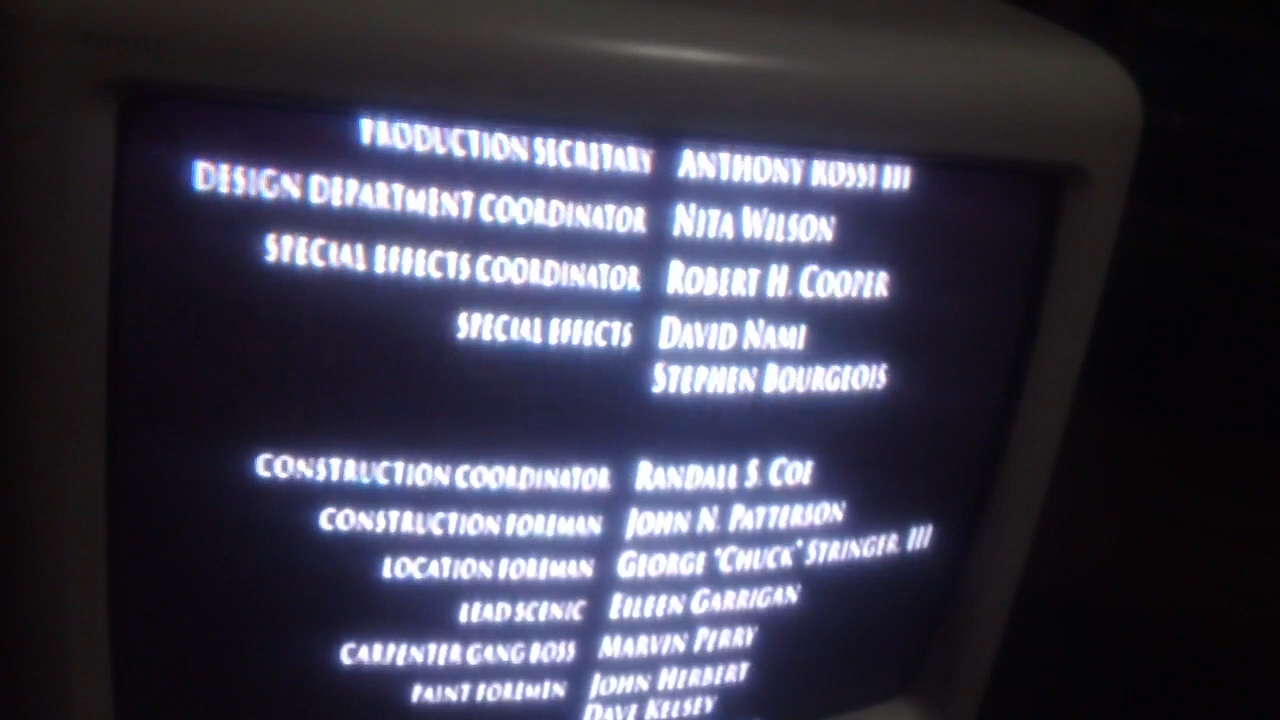 PRODUCTION SECRETARY ANTHONY ROSSI III
DESIGN DEPARTMENT COORDINATOR NITA WILSON
SPECIAL EFFECTS COORDINATOR ROBERT H. COOPER
SPECIAL EFFECTS DAVID NAMI
STEPHEN BOURGEOIS
CONSTRUCTION COORDINATOR RANDALL S. COE
CONSTRUCTION FOREMAN JOHN N. PATTERSON
LOCATION FOREMAN GEORGE "CHUCK" STRINGER, III
LEAD SCENIC EILEEN GARRIGAN
CARPENTER GANG BOSS MARVIN PERRY
PAINT FOREMEN JOHN HERBERT
DAVE KELSEY